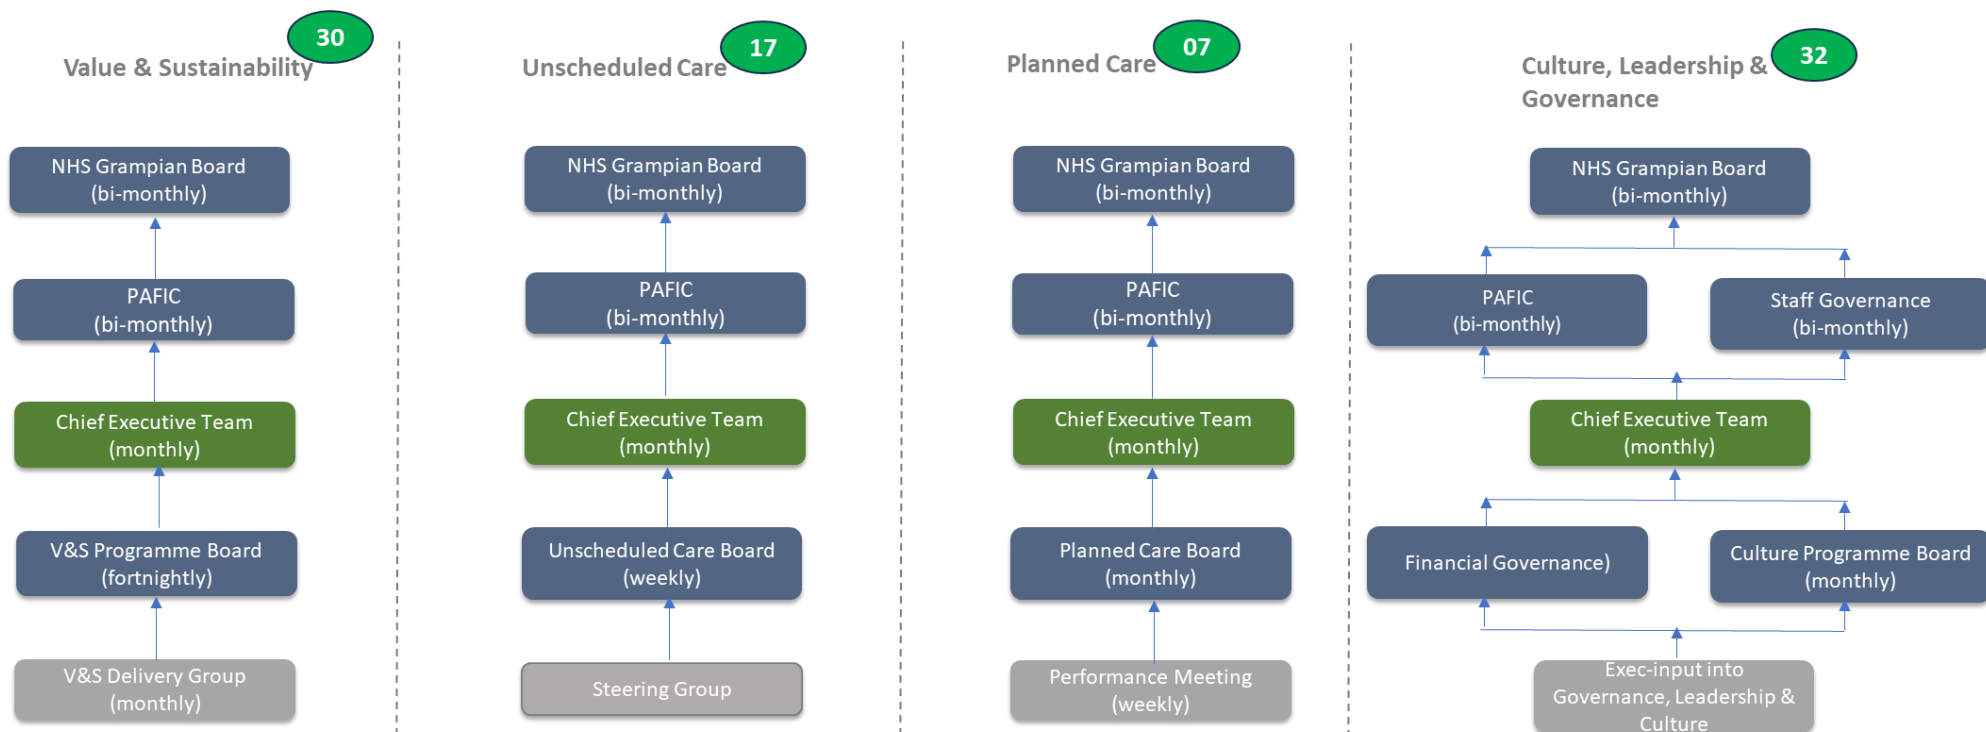 30
Value & Sustainability
NHS Grampian Board
(bi-monthly)
PAFIC
(bi-monthly)
Chief Executive Team
(monthly)
V&S Programme Board
(fortnightly)
V&S Delivery Group
(monthly)
17
Unscheduled Care
NHS Grampian Board
(bi-monthly)
PAFIC
(bi-monthly)
Chief Executive Team
(monthly)
Unscheduled Care Board
(weekly)
Steering Group
07
Planned Care
NHS Grampian Board
(bi-monthly)
PAFIC
(bi-monthly)
Chief Executive Team
(monthly)
Planned Care Board
(monthly)
Performance Meeting
(weekly)
32
Culture, Leadership &
Governance
NHS Grampian Board
(bi-monthly)
PAFIC
(bi-monthly)
Staff Governance
(bi-monthly)
Chief Executive Team
(monthly)
Financial Governance)
Culture Programme Board
(monthly)
Exec-input into
Governance, Leadership &
Culture